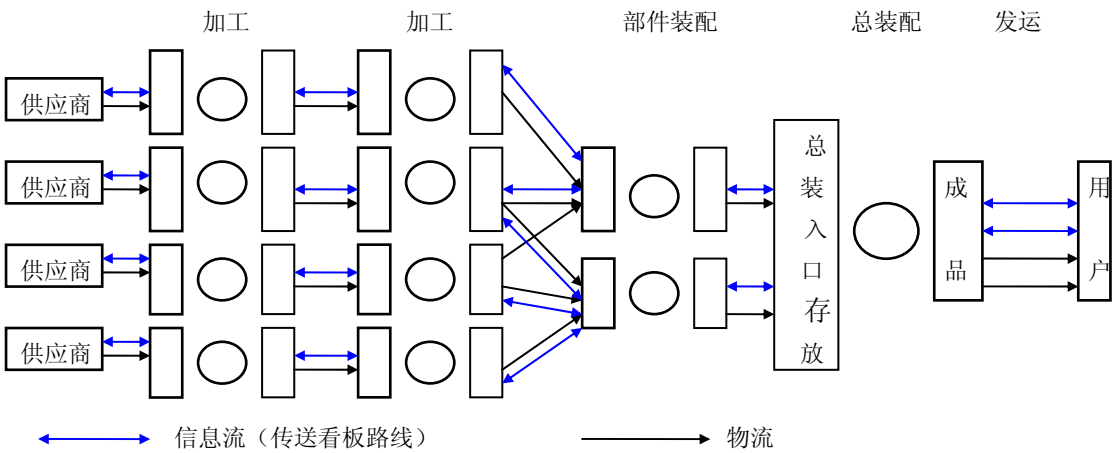 加工
加工
部件装配
总装配
发运
供应商
供应商
供应商
供应商
总装入口存放
成品
用户
信息流（传送看板路线）
物流